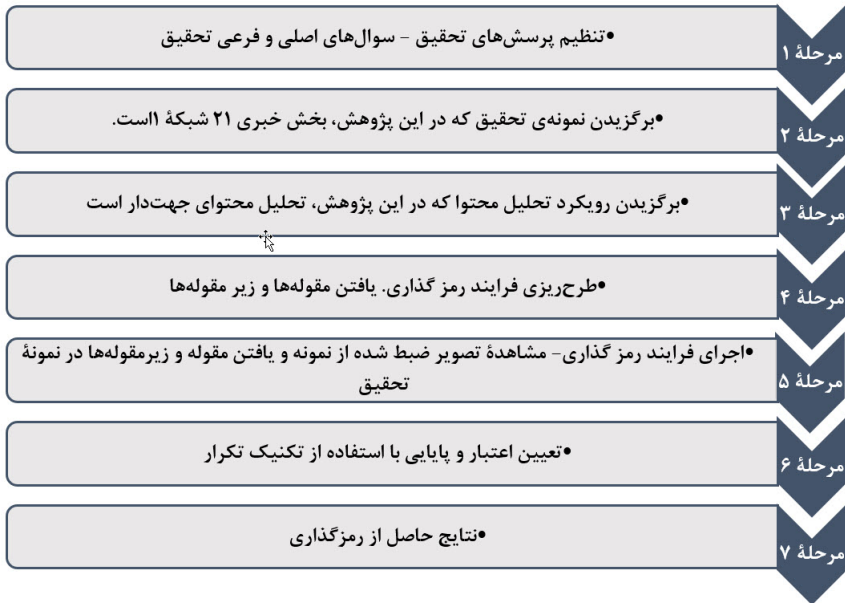 مرحلهٔ ۱
•تنظیم پرسش‌های تحقیق – سوال‌های اصلی و فرعی تحقیق
مرحلهٔ ۲
•برگزیدن نمونه‌ی تحقیق که در این پژوهش، بخش خبری ۲۱ شبکهٔ ۱است.
مرحلهٔ ۳
•برگزیدن رویکرد تحلیل محتوا که در این پژوهش، تحلیل محتوای جهت‌دار است
مرحلهٔ ۴
•طرح‌ریزی فرایند رمز گذاری. یافتن مقوله‌ها و زیر مقوله‌ها
مرحلهٔ ۵
•اجرای فرایند رمز گذاری– مشاهدهٔ تصویر ضبط شده از نمونه و یافتن مقوله و زیرمقوله‌ها در نمونهٔ
تحقیق
مرحلهٔ ۶
•تعیین اعتبار و پایایی با استفاده از تکنیک تکرار
مرحلهٔ ۷
•نتایج حاصل از رمزگذاری